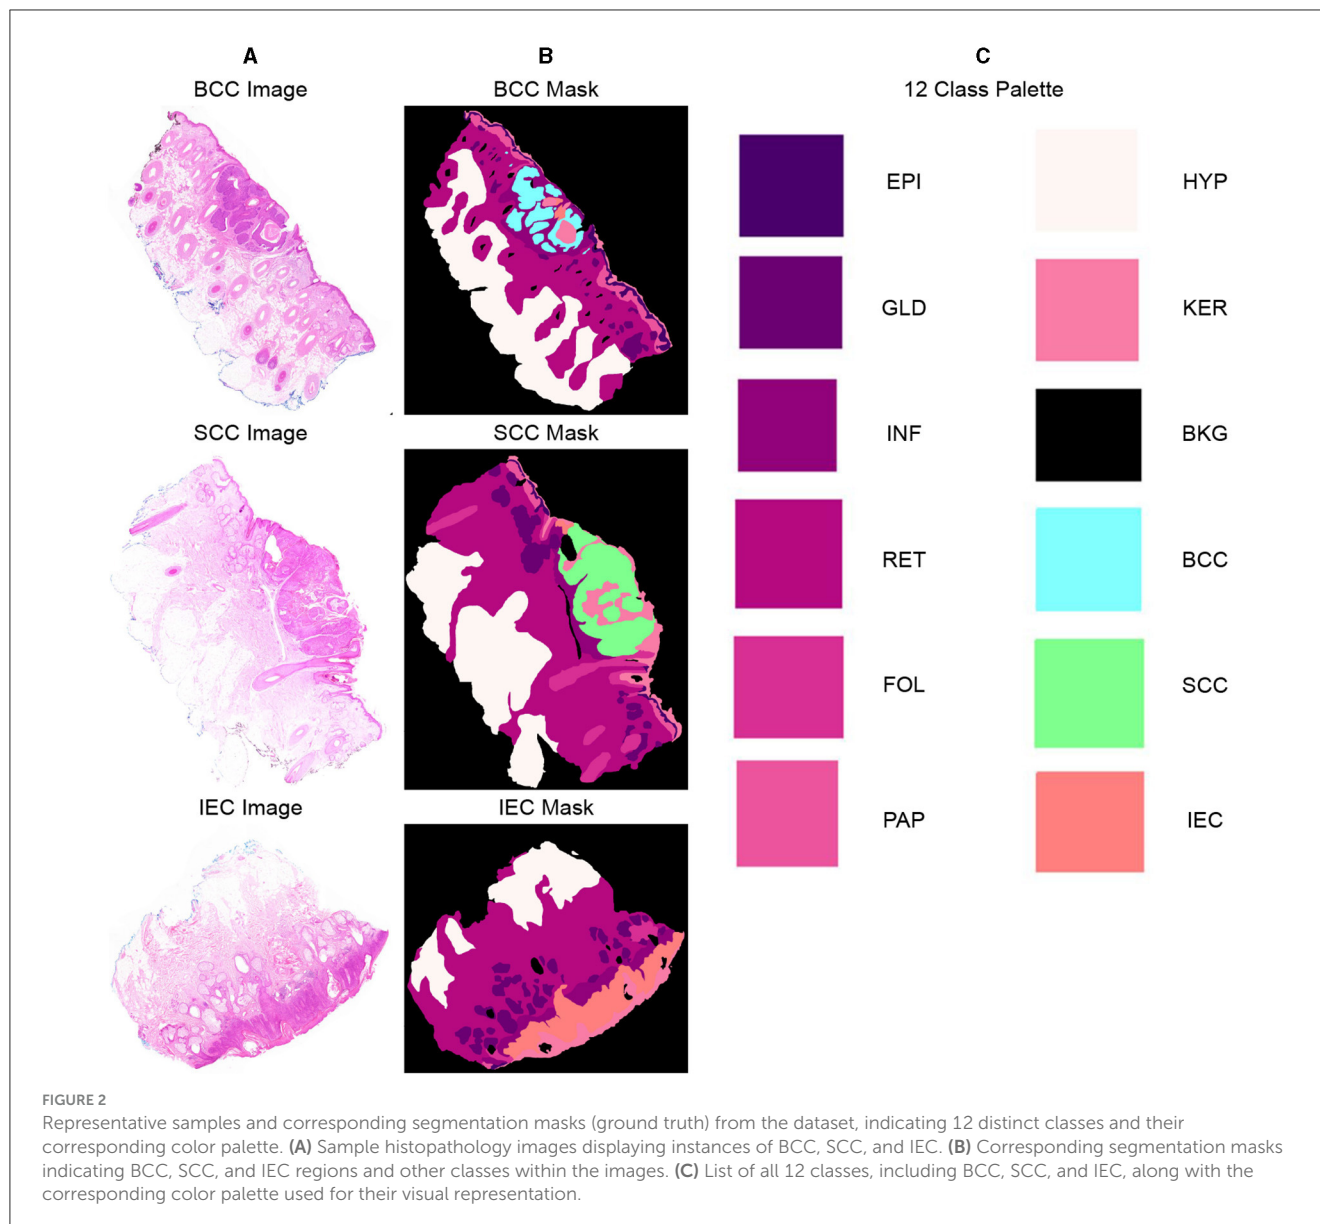 A
B
C
BCC Image
BCC Mask
12 Class Palette
EPI
HYP
GLD
KER
INF
BKG
SCC Image
SCC Mask
RET
BCC
FOL
SCC
IEC Image
IEC Mask
PAP
IEC
FIGURE 2
Representative samples and corresponding segmentation masks (ground truth) from the dataset, indicating 12 distinct classes and their
corresponding color palette. (A) Sample histopathology images displaying instances of BCC, SCC, and IEC. (B) Corresponding segmentation masks
indicating BCC, SCC, and IEC regions and other classes within the images. (C) List of all 12 classes, including BCC, SCC, and IEC, along with the
corresponding color palette used for their visual representation.